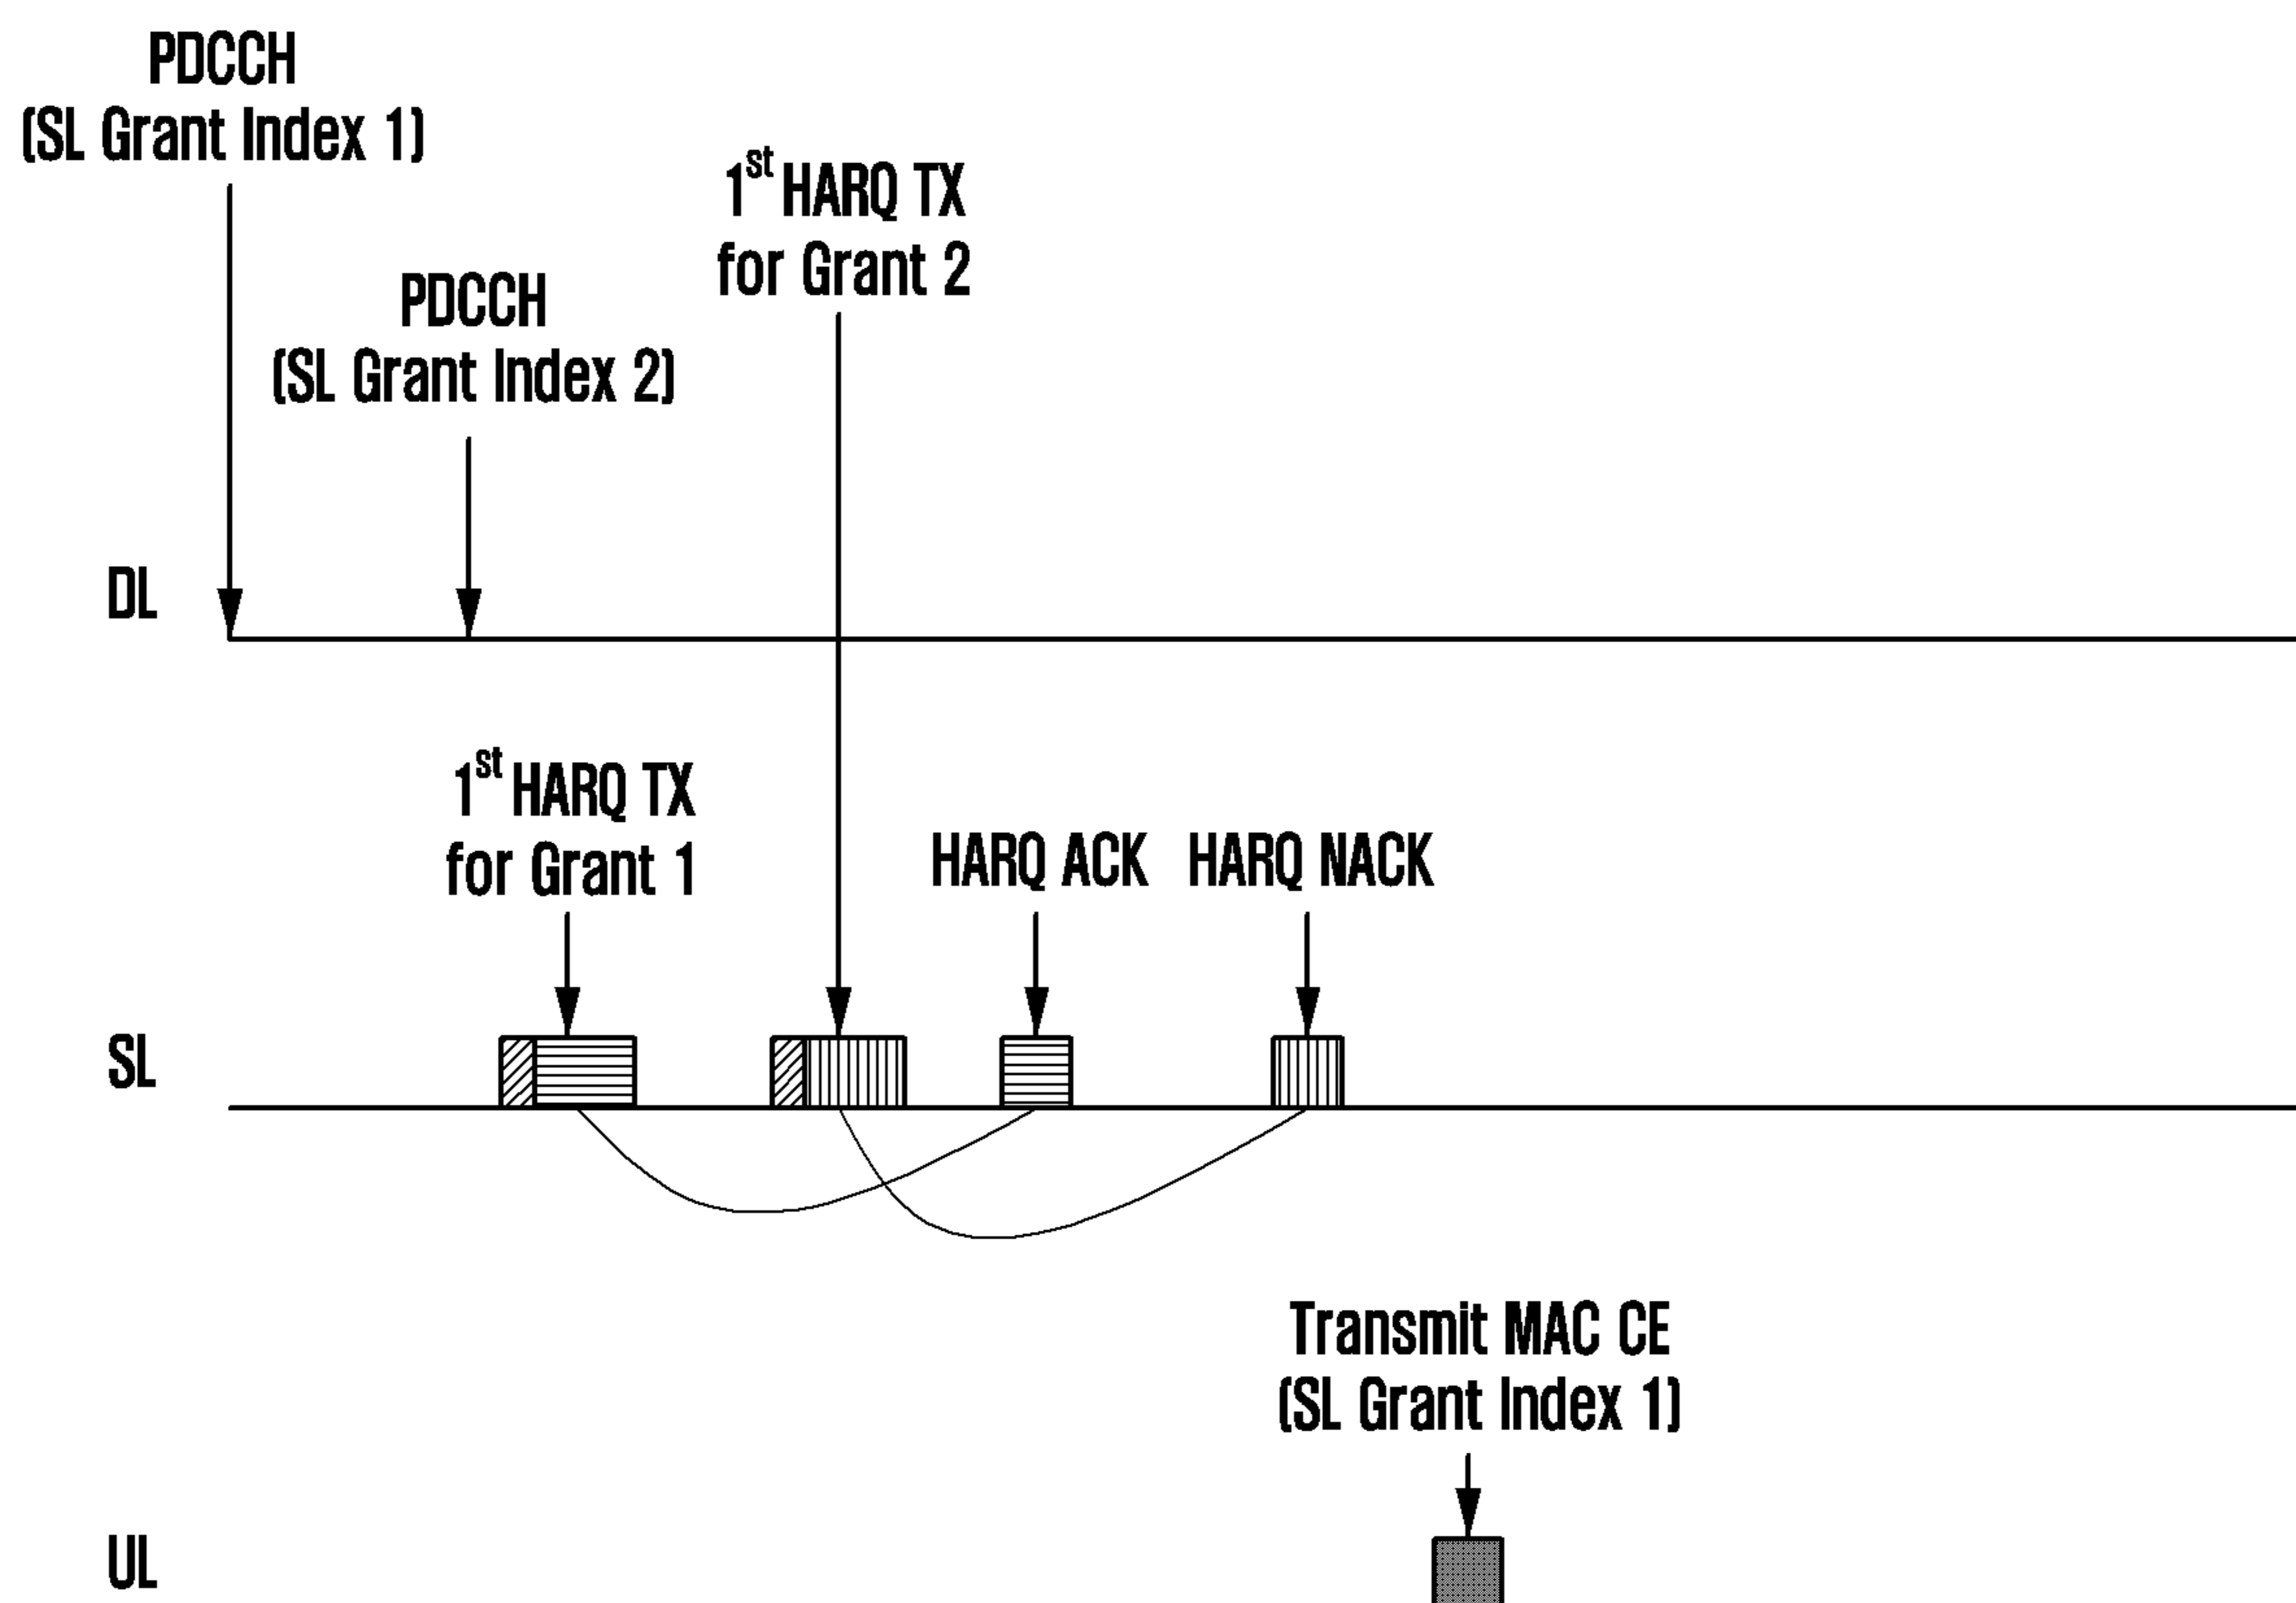 PDCCH
(SL Grant Index 1)
1st HARQ TX
for Grant 2
PDCCH
(SL Grant Index 2)
DL
1st HARQ TX
for Grant 1
HARQ ACK
HARQ NACK
SL
Transmit MAC CE
(SL Grant Index 1)
UL